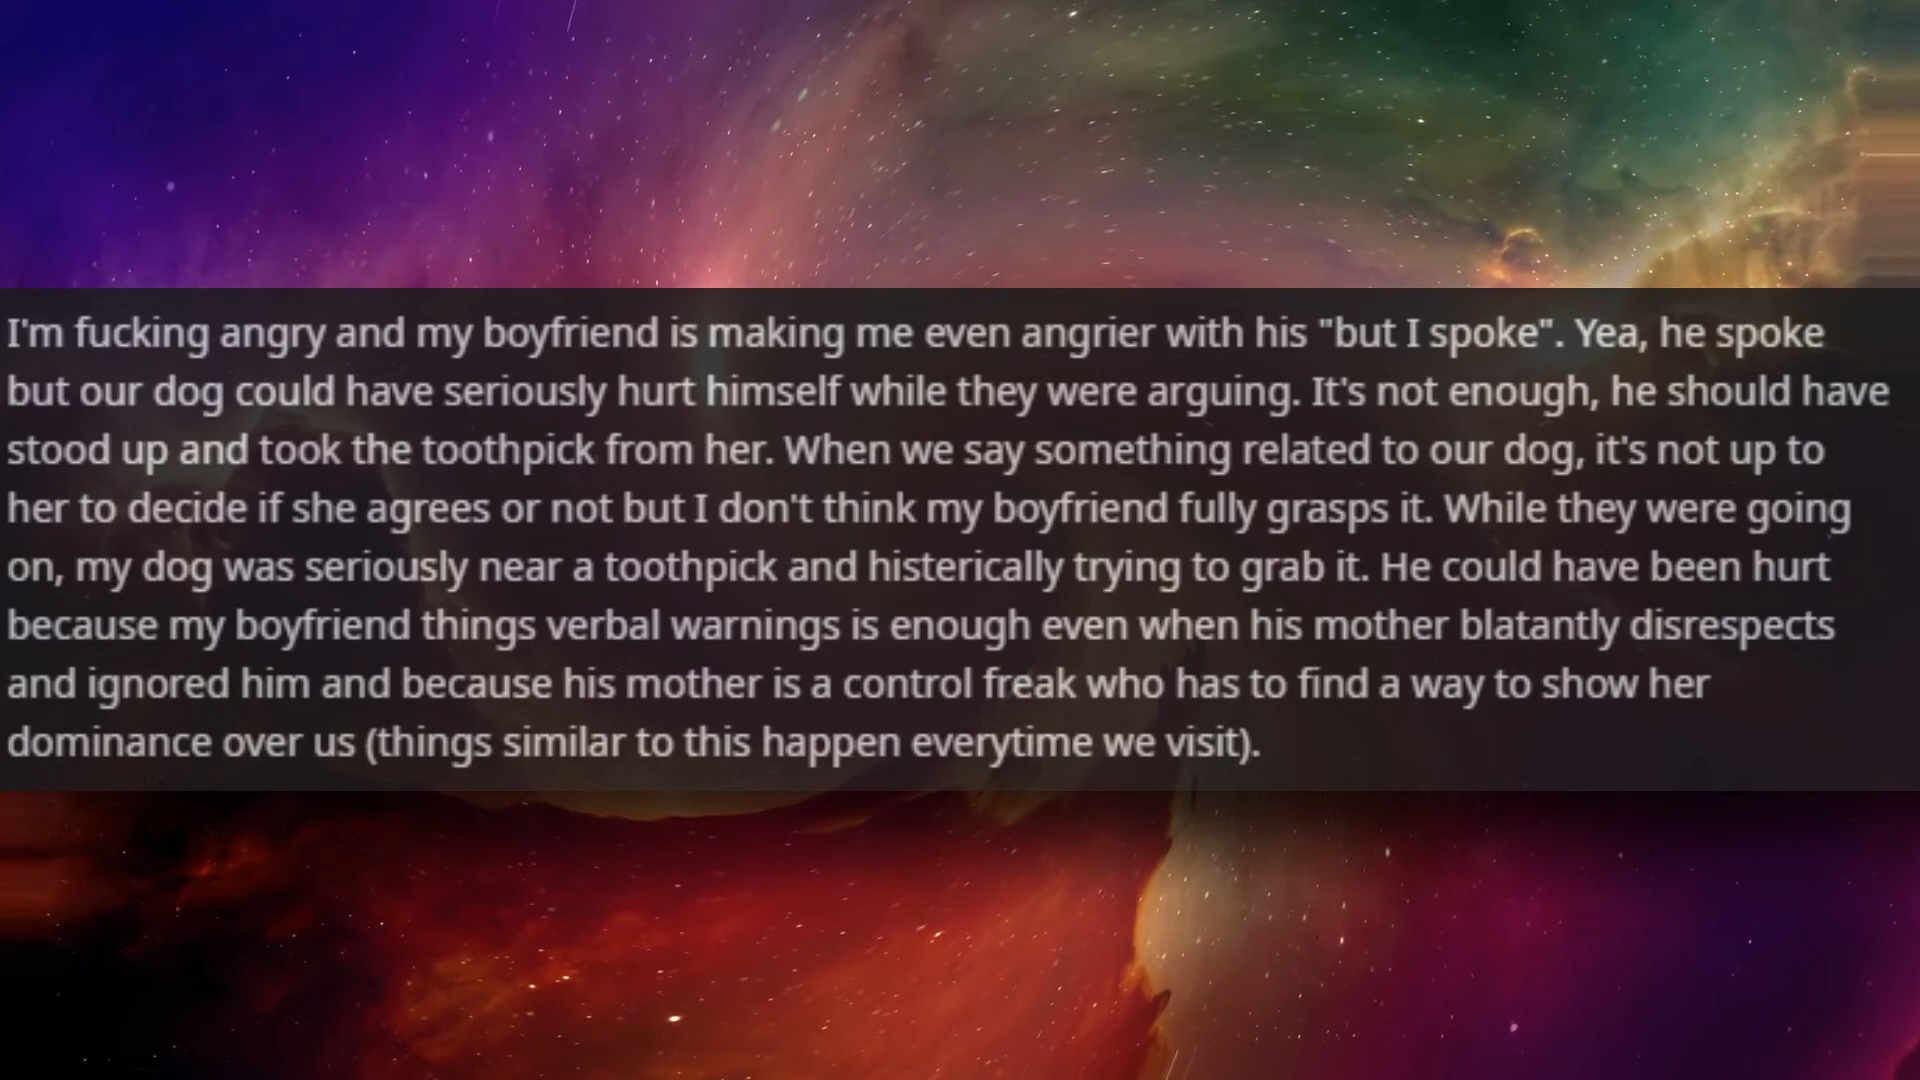 I'm fucking angry and my boyfriend is making me even angrier with his "but I spoke". Yea, he spoke
but our dog could have seriously hurt himself while they were arguing. It's not enough, he should have
stood up and took the toothpick from her. When we say something related to our dog, it's not up to
her to decide if she agrees or not but I don't think my boyfriend fully grasps it. While they were going
on, my dog was seriously near a toothpick and histerically trying to grab it. He could have been hurt
because my boyfriend things verbal warnings is enough even when his mother blatantly disrespects
and ignored him and because his mother is a control freak who has to find a way to show her
dominance over us (things similar to this happen everytime we visit).